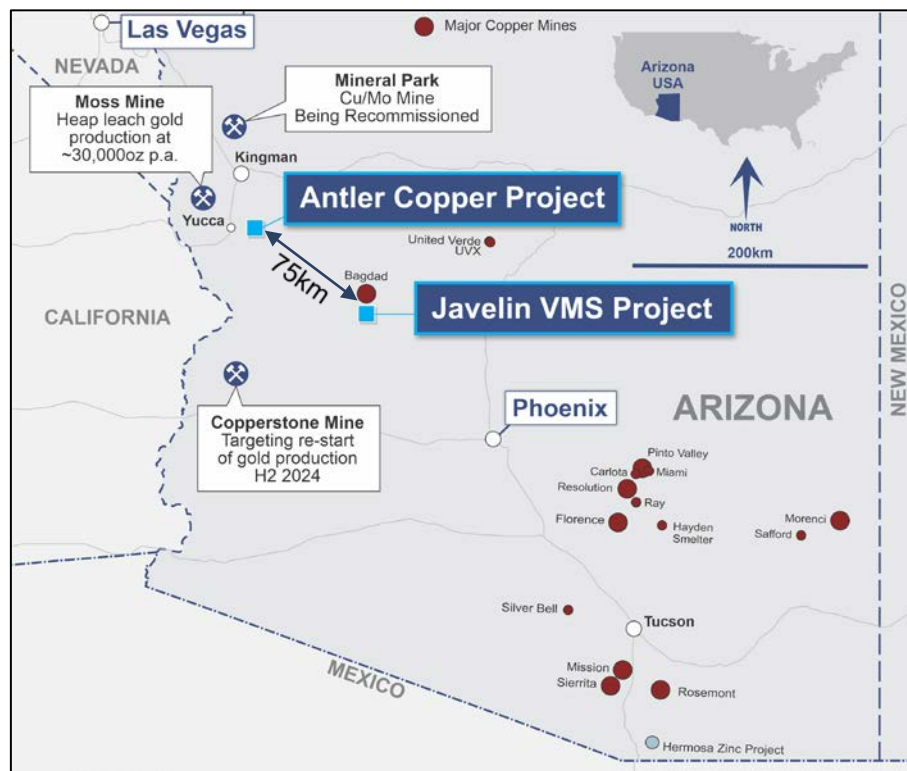 Las Vegas
Major Copper Mines
NEVADA
Arizona
USA
Mineral Park
Cu/Mo Mine
Being Recommissioned
Moss Mine
Heap leach gold
production at
~30,000oz p.a.
Kingman
Antler Copper Project
Yucca
NORTH
200km
United Verde
UVX
75km
Bagdad
Javelin VMS Project
CALIFORNIA
NEW MEXICO
Copperstone Mine
Targeting re-start
of gold production
H2 2024
Phoenix
ARIZONA
Pinto Valley
Carlota
Miami
Resolution
Ray
Florence
Hayden
Smelter
Morenci
Safford
Silver Bell
Tucson
MEXICO
Mission
Sierrita
Rosemont
Hermosa Zinc Project